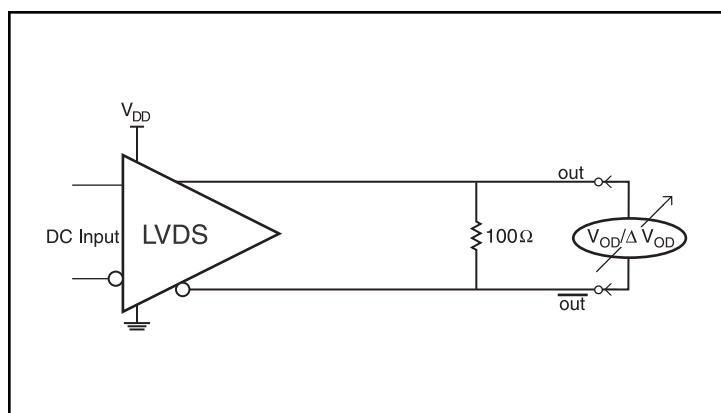 V_DD
out
DC Input
LVDS
100Ω
V_OD/Δ V_OD
out